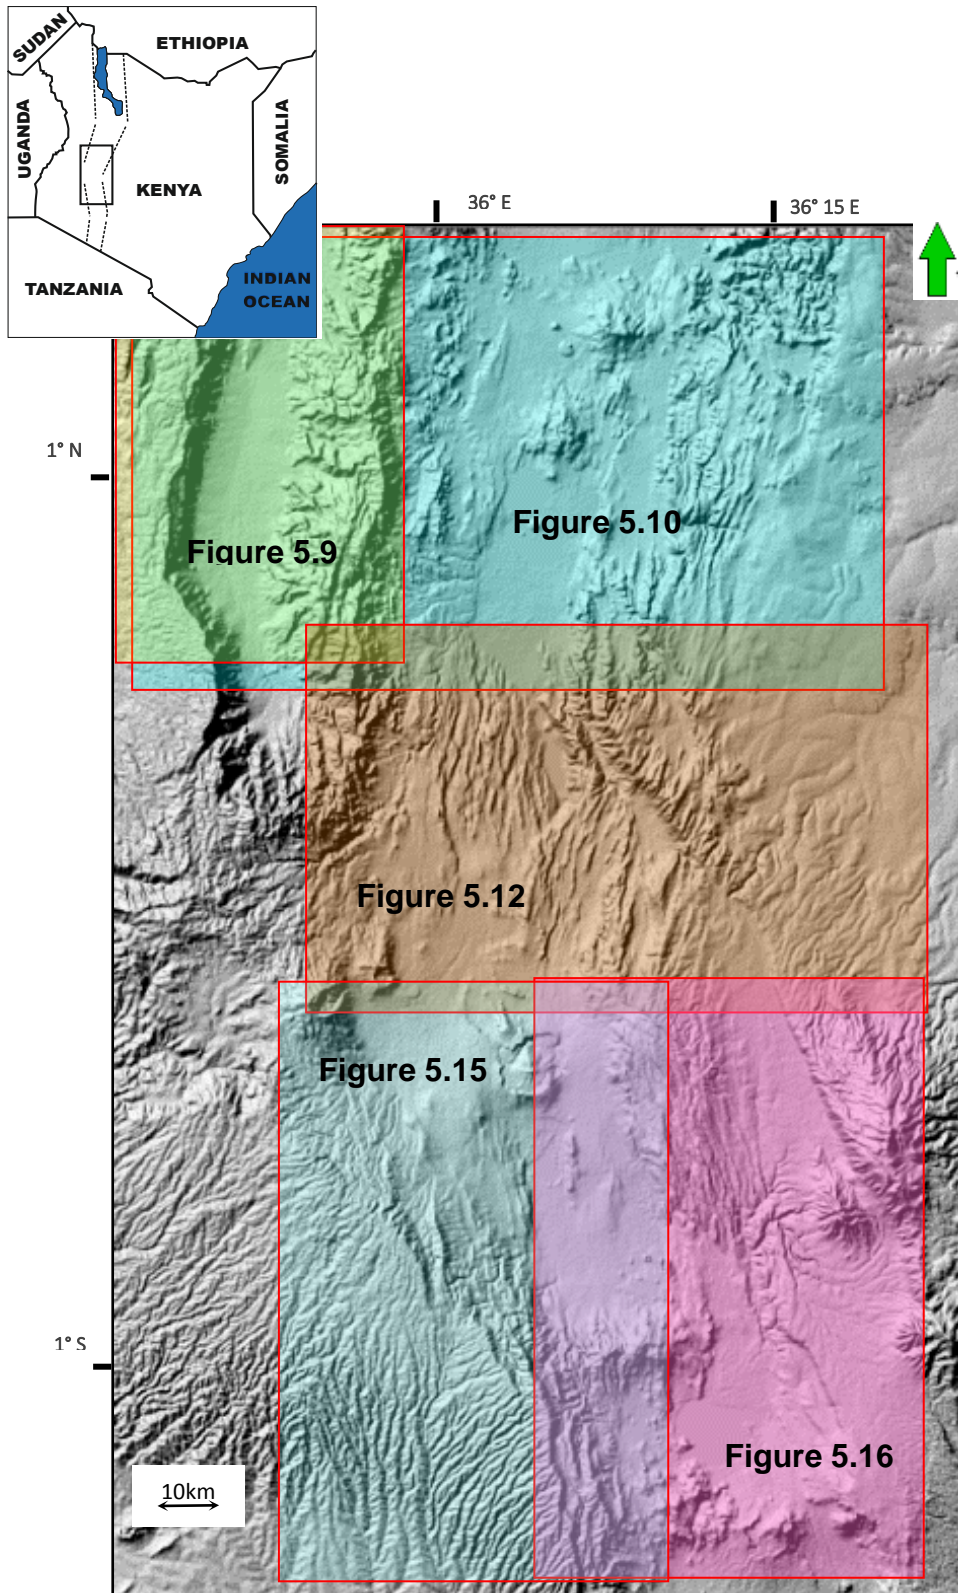 SUDAN
ETHIOPIA
UGANDA
SOMALIA
KENYA
TANZANIA
INDIAN
OCEAN
36° E
36° 15 E
1° N
Figure 5.10
Figure 5.9
Figure 5.12
Figure 5.15
1° S
Figure 5.16
10km